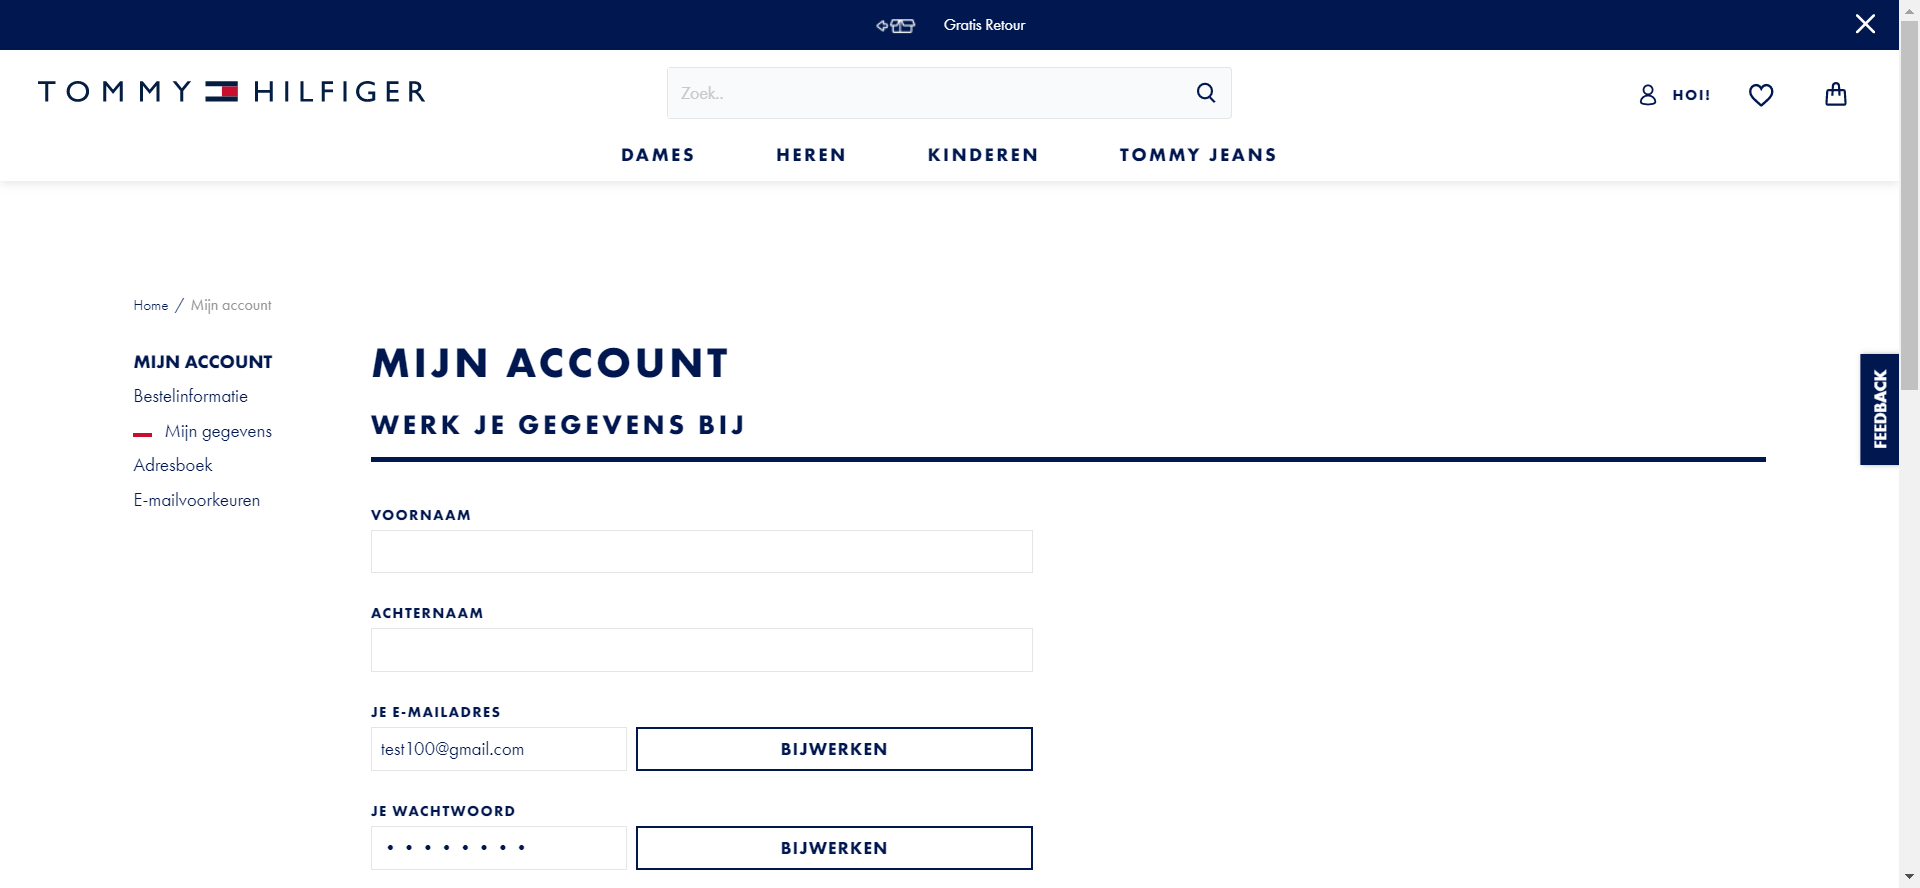 Gratis Retour
TOMMY HILFIGER
Zoek..
HOI!
DAMES HEREN KINDEREN TOMMY JEANS
Home / Mijn account
MIJN ACCOUNT
Bestelinformatie
Mijn gegevens
Adresboek
E-mailvoorkeuren
MIJN ACCOUNT
WERK JE GEGEVENS BIJ
VOORNAAM
ACHTERNAAM
JE E-MAILADRES
test100@gmail.com BIJWERKEN
JE WACHTWOORD
•••••••• BIJWERKEN
FEEDBACK